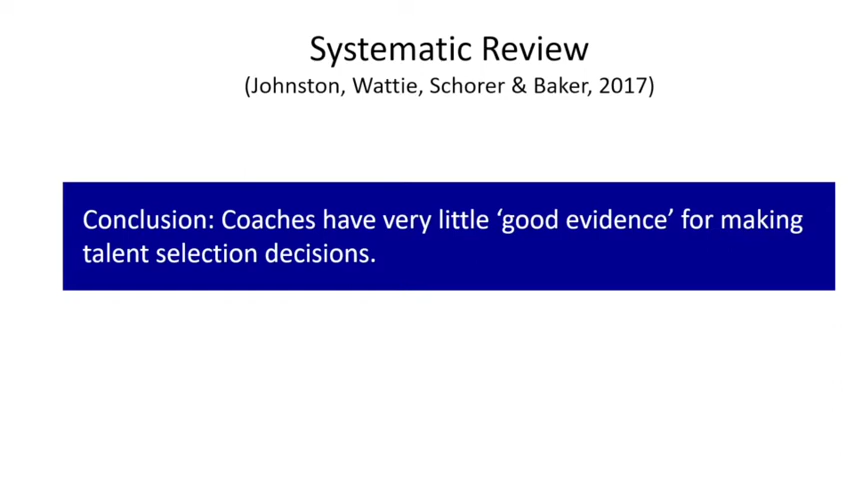 Systematic Review
(Johnston, Wattie, Schorer & Baker, 2017)
Conclusion: Coaches have very little ‘good evidence’ for making
talent selection decisions.